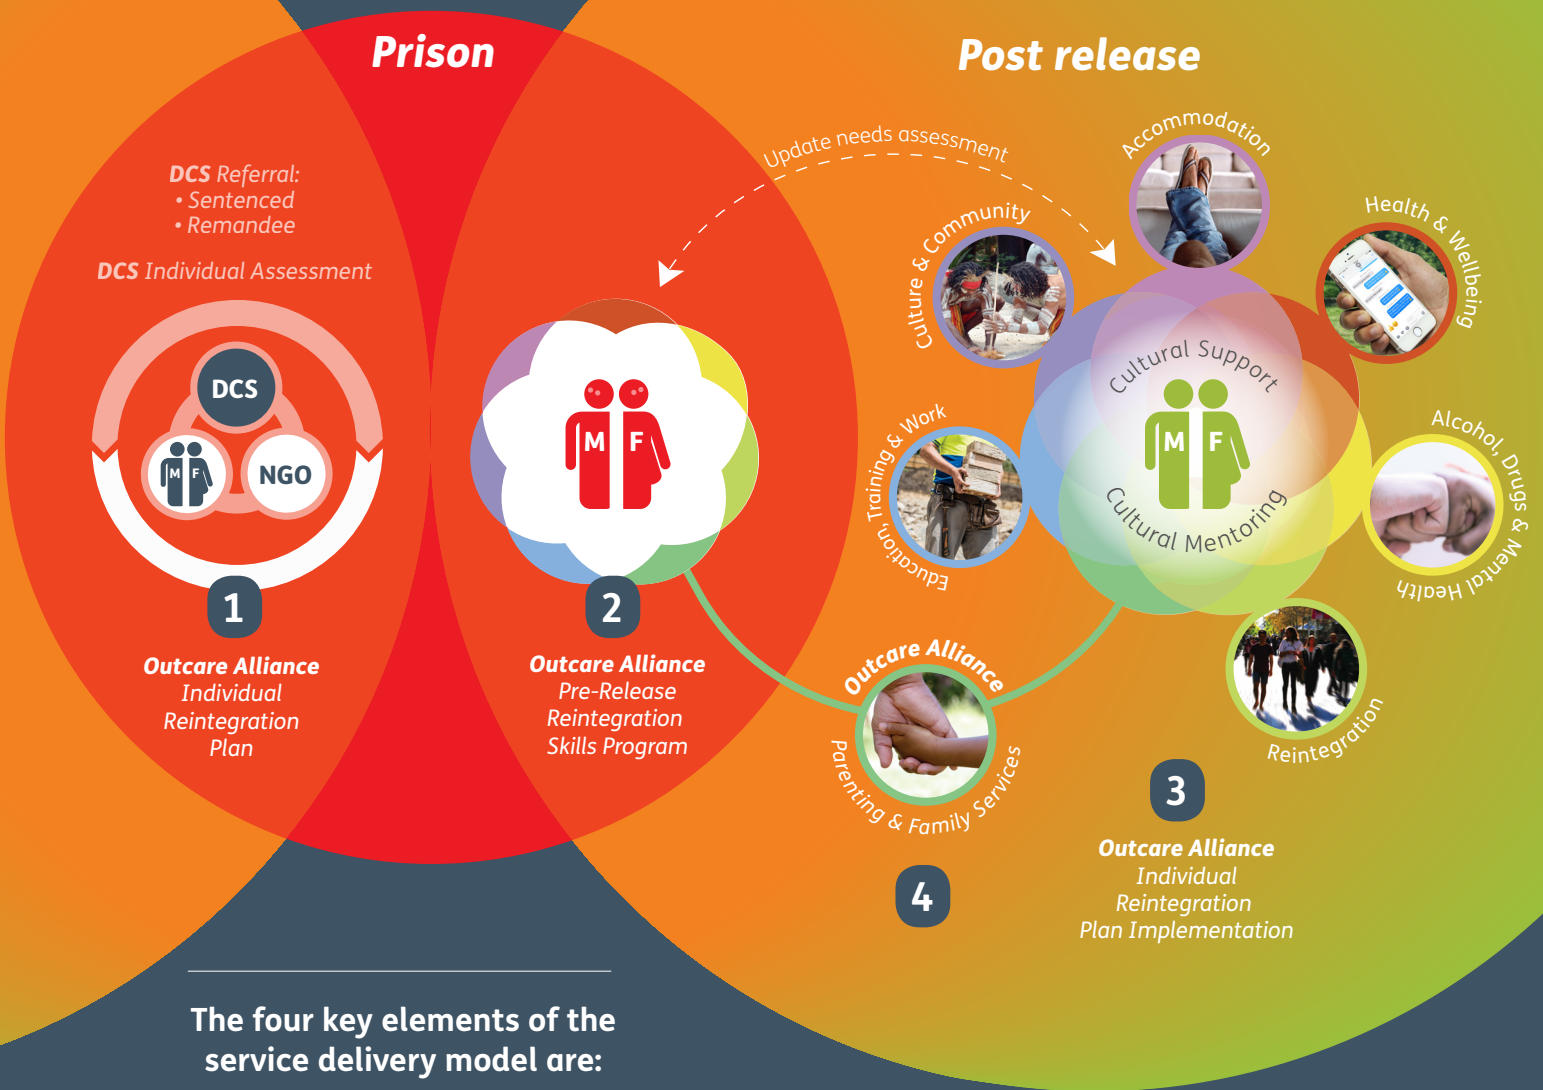 Prison
Post release
DCS Referral:
• Sentenced
• Remandee
DCS Individual Assessment
DCS
M F
NGO
1
Outcare Alliance
Individual
Reintegration
Plan
M F
2
Outcare Alliance
Pre-Release
Reintegration
Skills Program
Update needs assessment
Accommodation
Culture & Community
Health & Wellbeing
Education, Training & Work
Alcohol, Drugs & Mental Health
Cultural Support
M F
Cultural Mentoring
Reintegration
Outcare Alliance
Parenting & Family Services
4
3
Outcare Alliance
Individual
Reintegration
Plan Implementation
The four key elements of the
service delivery model are: